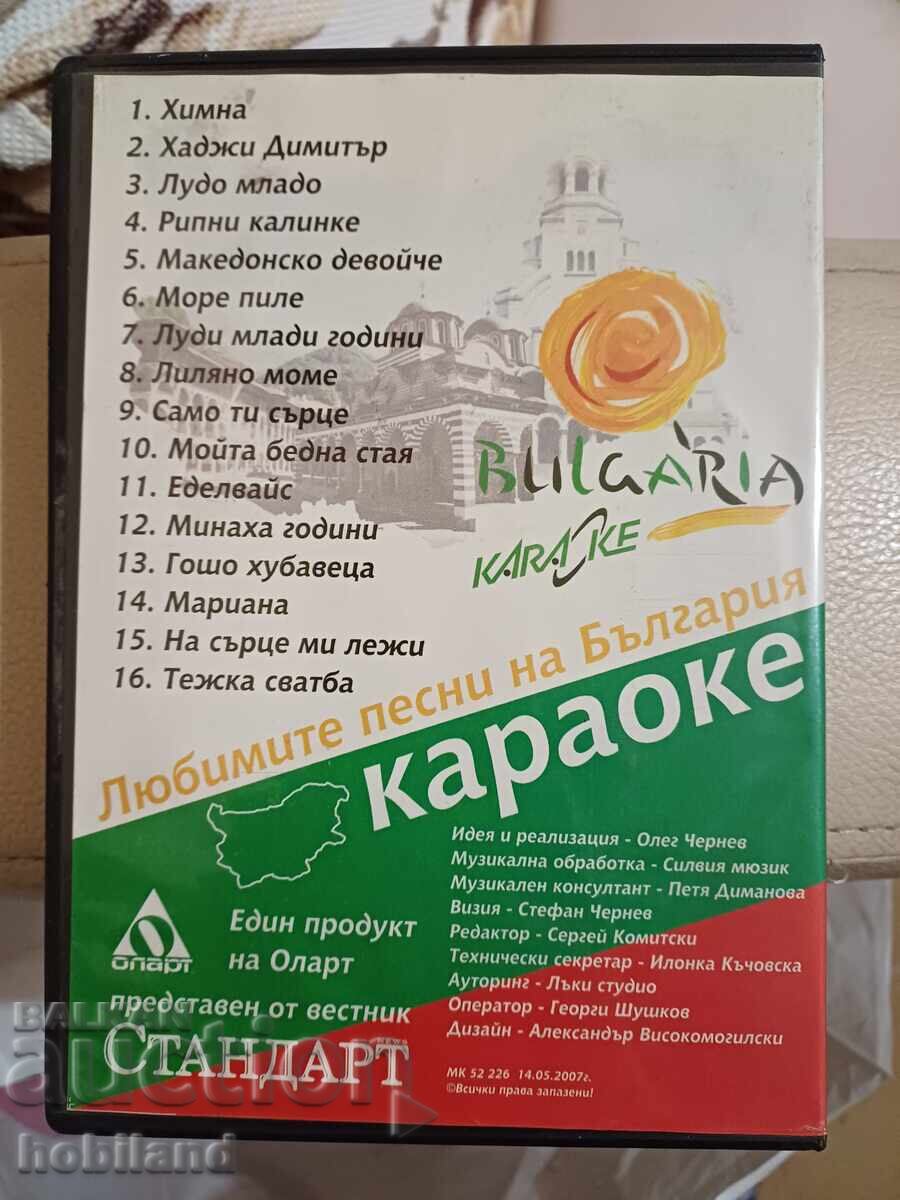 1. Химна
2. Хаджи Димитър
3. Лудо младо
4. Рипни калинке
5. Македонско девойче
6. Море пиле
7. Луди млади години
8. Лиляно моме
9. Само ти сърце
10. Мойта бедна стая
11. Еделвайс
12. Минаха години
13. Гошо хубавеца
14. Мариана
15. На сърце ми лежи
16. Тежка сватба
BULGARIA
KARAOKE
Любимите песни на България
караоке
Идея и реализация - Олег Чернев
Музикална обработка - Силвия мюзик
Музикален консултант - Петя Диманова
Визия - Стефан Чернев
Редактор - Сергей Комитски
Технически секретар - Илонка Къчовска
Ауторинг - Лъки студио
Оператор - Георги Шушков
Дизайн - Александър Високомогилски
МК 52 226 14.05.2007г.
©Всички права запазени!
оларт
Един продукт
на Оларт
представен от вестник
СТАНДАРТ
NEWS
BALKAN
auction
hobiland